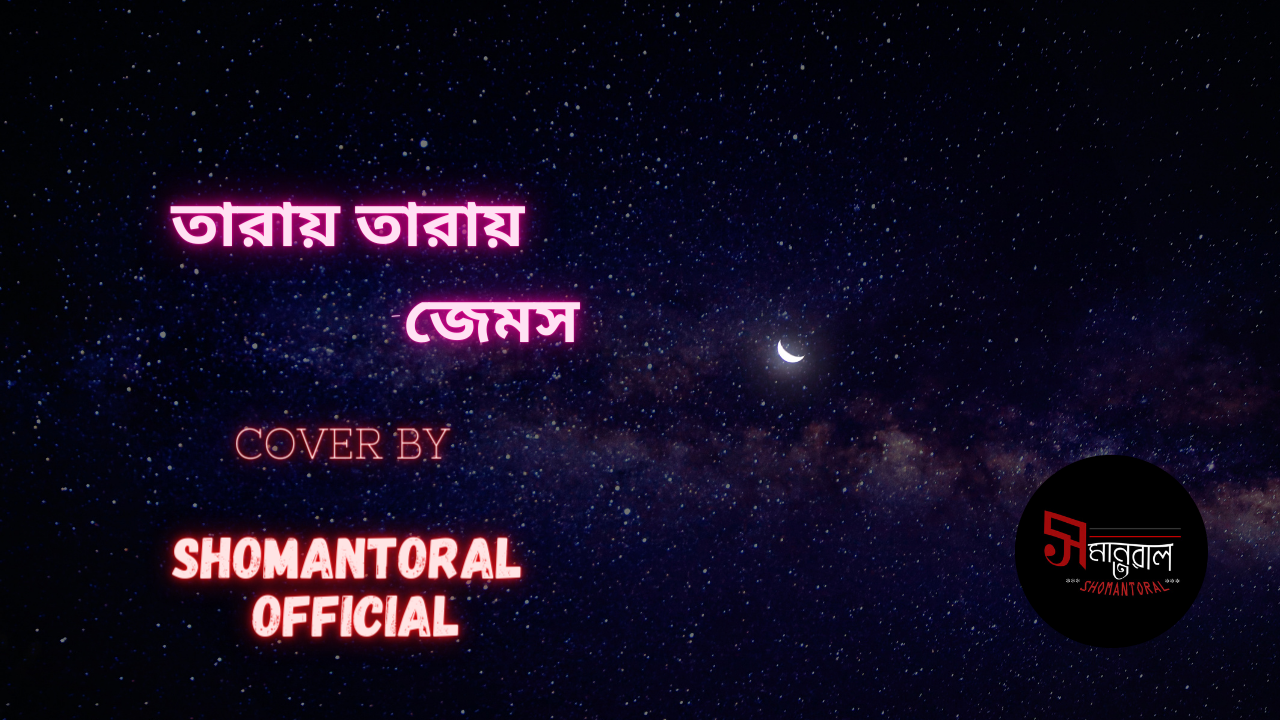 তারায় তারায়
-জেমস
COVER BY
SHOMANTORAL
OFFICIAL
সমান্তরাল
*** SHOMANTORAL ***